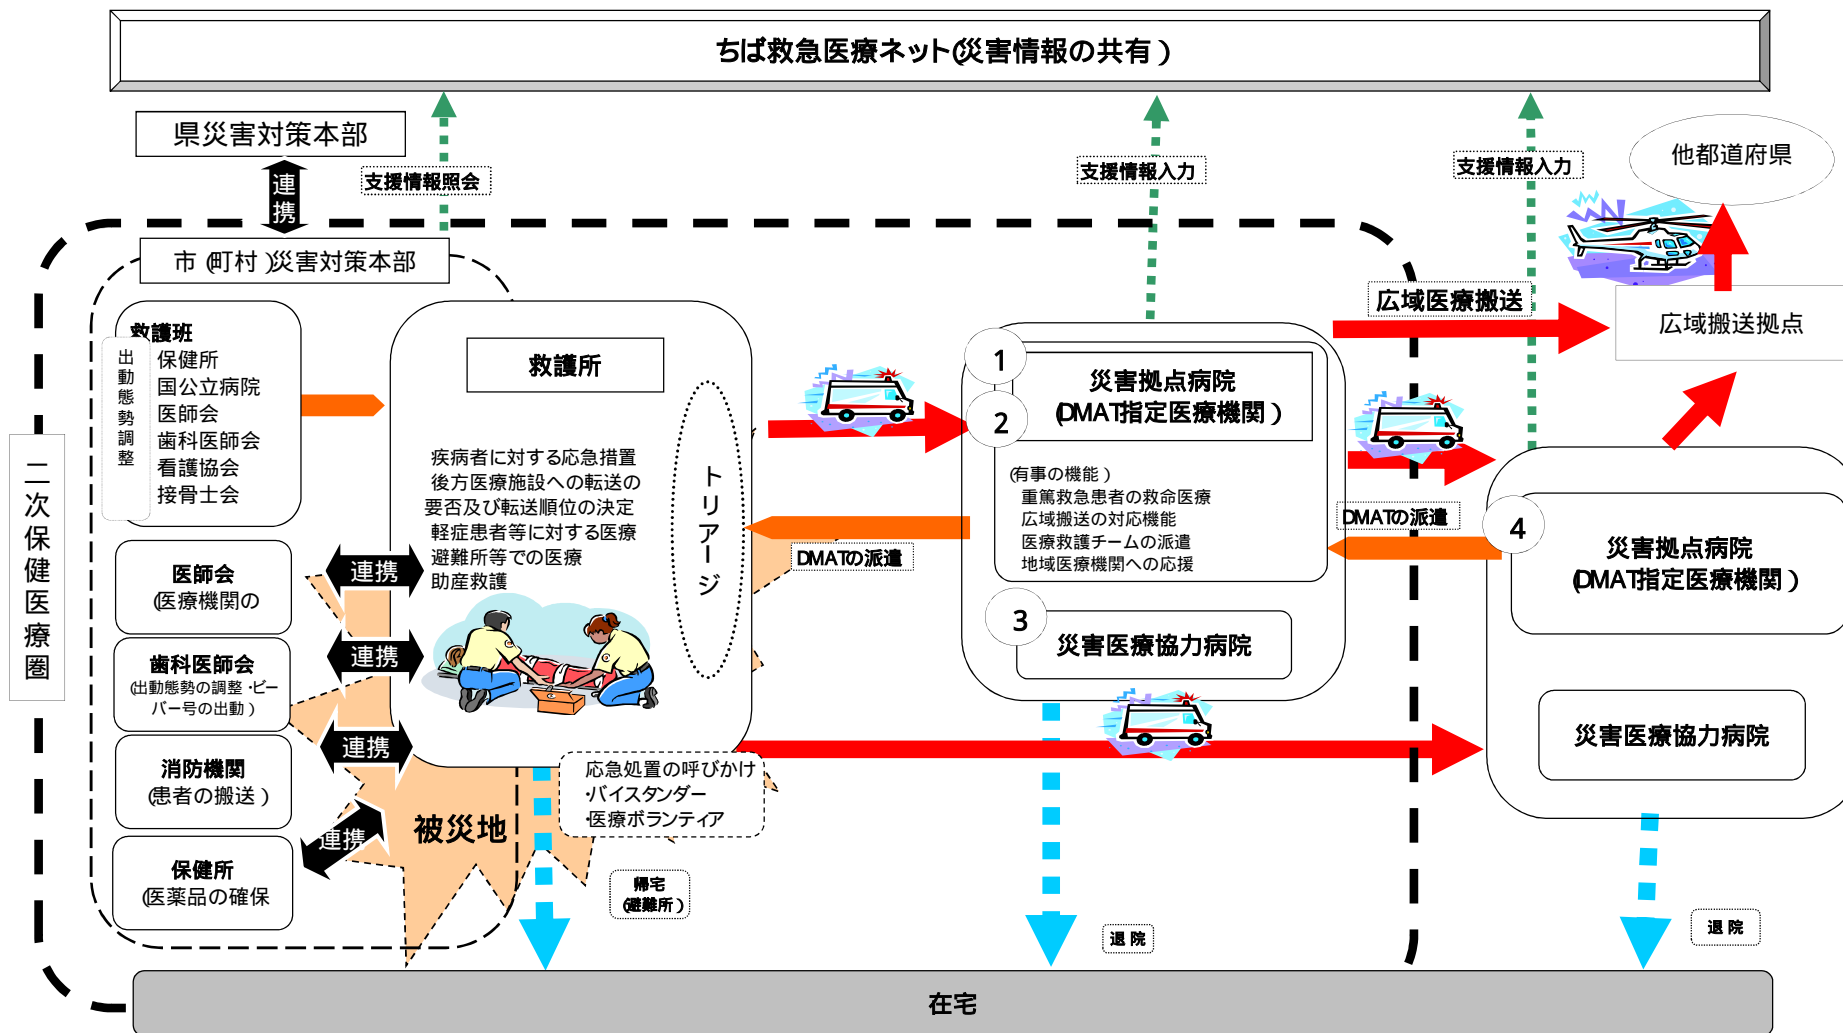 ちば救急医療ネット(災害情報の共有)
県災害対策本部
連携
支援情報照会
支援情報入力
支援情報入力
他都道府県
市(町村)災害対策本部
広域医療搬送
広域搬送拠点
二次保健医療圏
救護班
出動態勢調整
保健所
国公立病院
医師会
歯科医師会
看護協会
接骨士会
救護所
疾病者に対する応急措置
後方医療施設への転送の
要否及び転送順位の決定
軽症患者等に対する医療
避難所等での医療
助産救護
トリアージ
1
2
災害拠点病院
(DMAT指定医療機関)
(有事の機能)
重篤救急患者の救命医療
広域搬送の対応機能
医療救護チームの派遣
地域医療機関への応援
3
災害医療協力病院
DMATの派遣
DMATの派遣
4
災害拠点病院
(DMAT指定医療機関)
災害医療協力病院
医師会
(医療機関の
連携
歯科医師会
(出動態勢の調整・ビー
バー号の出動)
連携
消防機関
(患者の搬送)
連携
保健所
(医薬品の確保
連携
被災地
応急処置の呼びかけ
・バイスタンダー
・医療ボランティア
帰宅
(避難所)
退院
退院
在宅